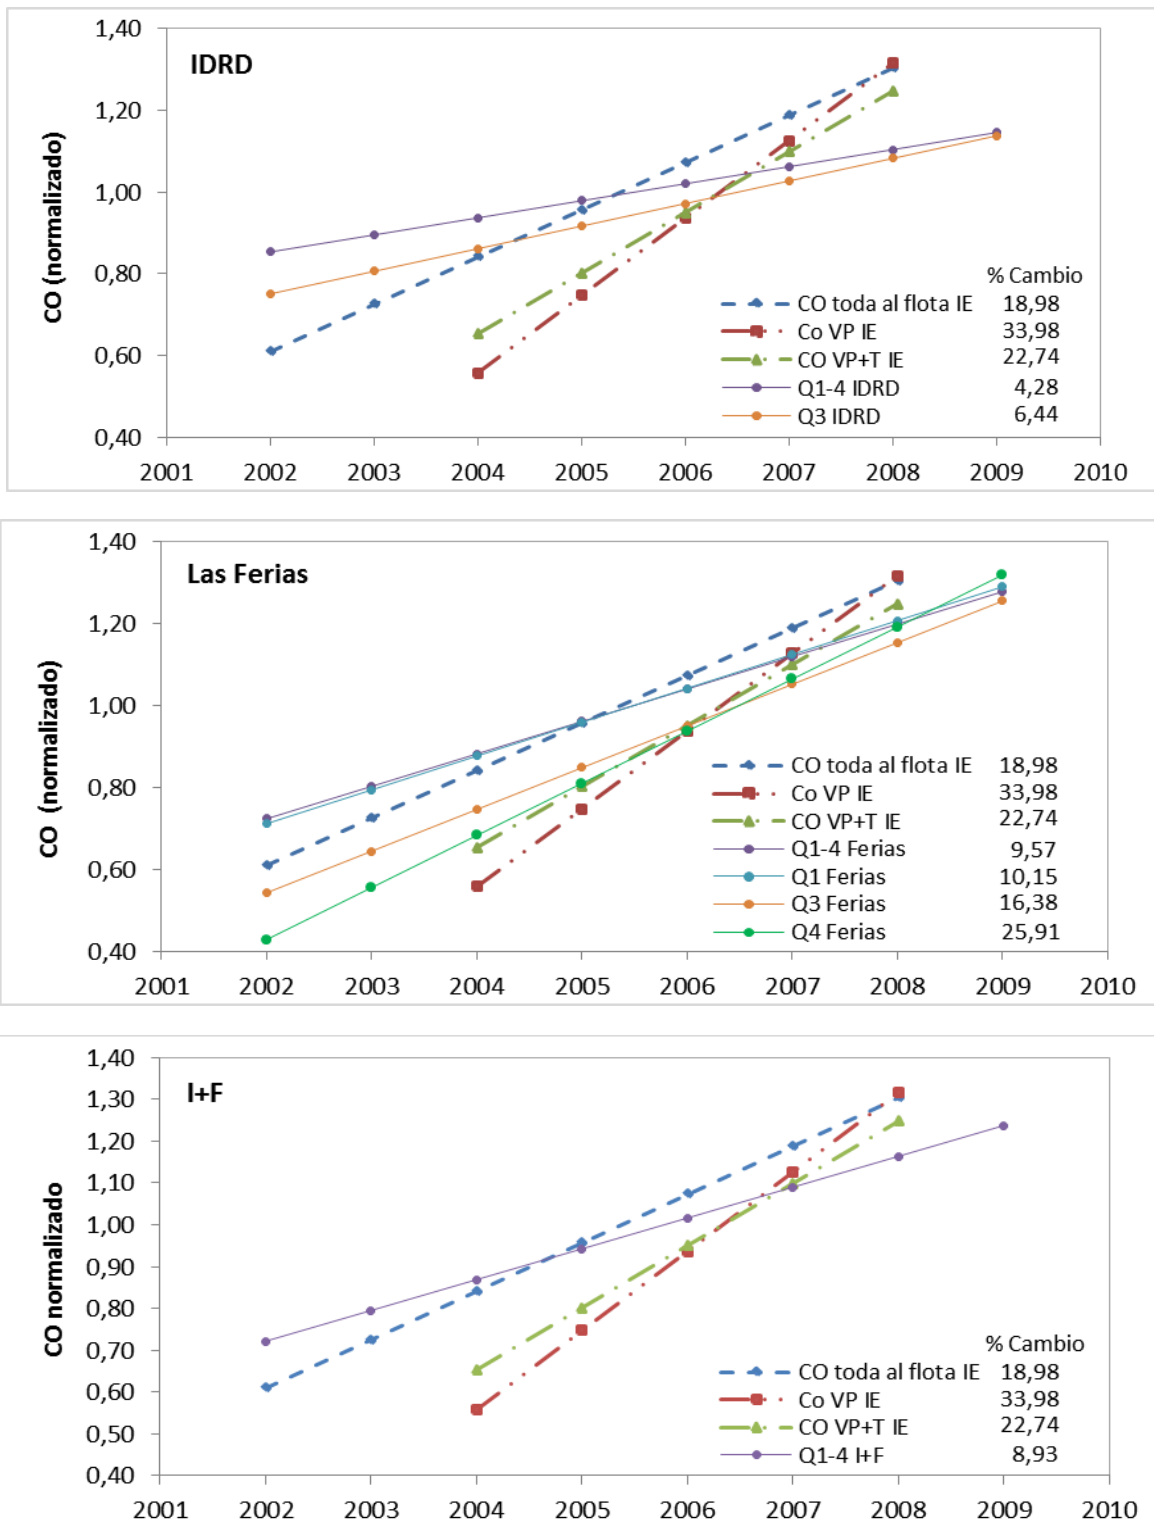 IDRD
CO (normalizado)
1,40
1,20
1,00
0,80
0,60
0,40
% Cambio
CO toda al flota IE 18,98
Co VP IE 33,98
CO VP+T IE 22,74
Q1-4 IDRD 4,28
Q3 IDRD 6,44
2001 2002 2003 2004 2005 2006 2007 2008 2009 2010
Las Ferias
CO (normalizado)
1,40
1,20
1,00
0,80
0,60
0,40
CO toda al flota IE 18,98
Co VP IE 33,98
CO VP+T IE 22,74
Q1-4 Ferias 9,57
Q1 Ferias 10,15
Q3 Ferias 16,38
Q4 Ferias 25,91
2001 2002 2003 2004 2005 2006 2007 2008 2009 2010
I+F
CO normalizado
1,40
1,30
1,20
1,10
1,00
0,90
0,80
0,70
0,60
0,50
0,40
% Cambio
CO toda al flota IE 18,98
Co VP IE 33,98
CO VP+T IE 22,74
Q1-4 I+F 8,93
2001 2002 2003 2004 2005 2006 2007 2008 2009 2010